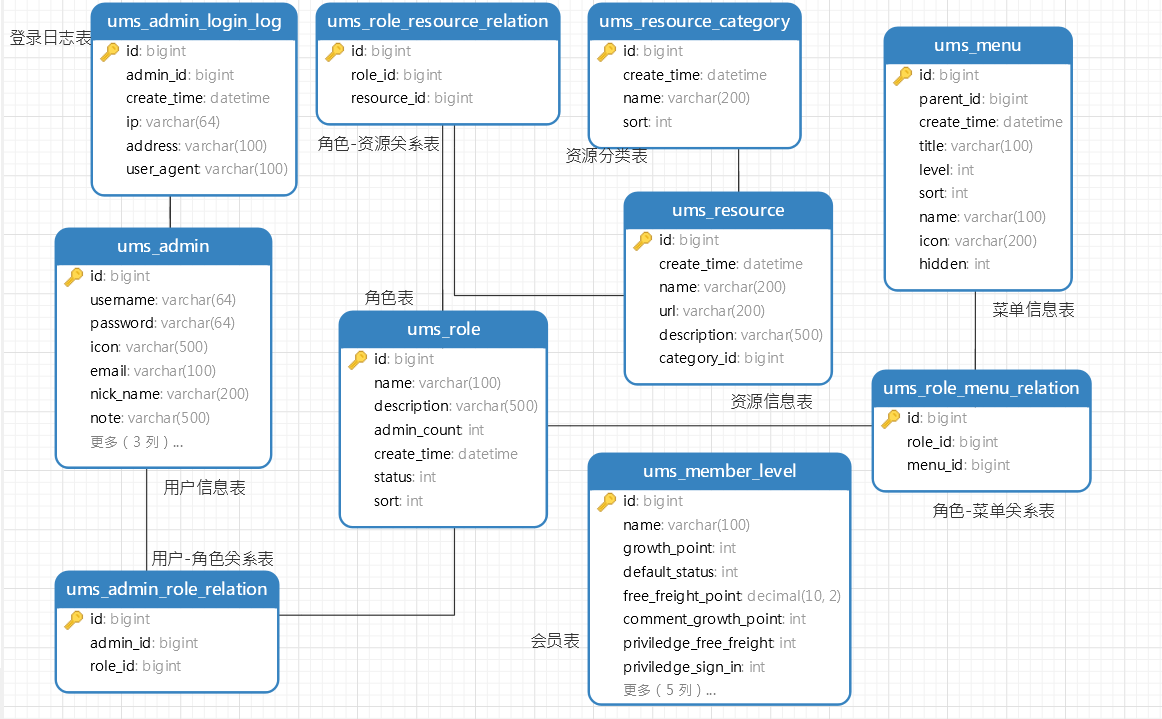 登录日志表
ums_admin_login_log
id: bigint
admin_id: bigint
create_time: datetime
ip: varchar(64)
address: varchar(100)
user_agent: varchar(100)
ums_role_resource_relation
id: bigint
role_id: bigint
resource_id: bigint
角色-资源关系表
ums_resource_category
id: bigint
create_time: datetime
name: varchar(200)
sort: int
资源分类表
ums_menu
id: bigint
parent_id: bigint
create_time: datetime
title: varchar(100)
level: int
sort: int
name: varchar(100)
icon: varchar(200)
hidden: int
菜单信息表
ums_admin
id: bigint
username: varchar(64)
password: varchar(64)
icon: varchar(500)
email: varchar(100)
nick_name: varchar(200)
note: varchar(500)
更多（3 列）...
用户信息表
角色表
ums_role
id: bigint
name: varchar(100)
description: varchar(500)
admin_count: int
create_time: datetime
status: int
sort: int
ums_resource
id: bigint
create_time: datetime
name: varchar(200)
url: varchar(200)
description: varchar(500)
category_id: bigint
资源信息表
ums_role_menu_relation
id: bigint
role_id: bigint
menu_id: bigint
角色-菜单关系表
用户-角色关系表
ums_admin_role_relation
id: bigint
admin_id: bigint
role_id: bigint
会员表
ums_member_level
id: bigint
name: varchar(100)
growth_point: int
default_status: int
free_freight_point: decimal(10, 2)
comment_growth_point: int
priviledge_free_freight: int
priviledge_sign_in: int
更多（5 列）...